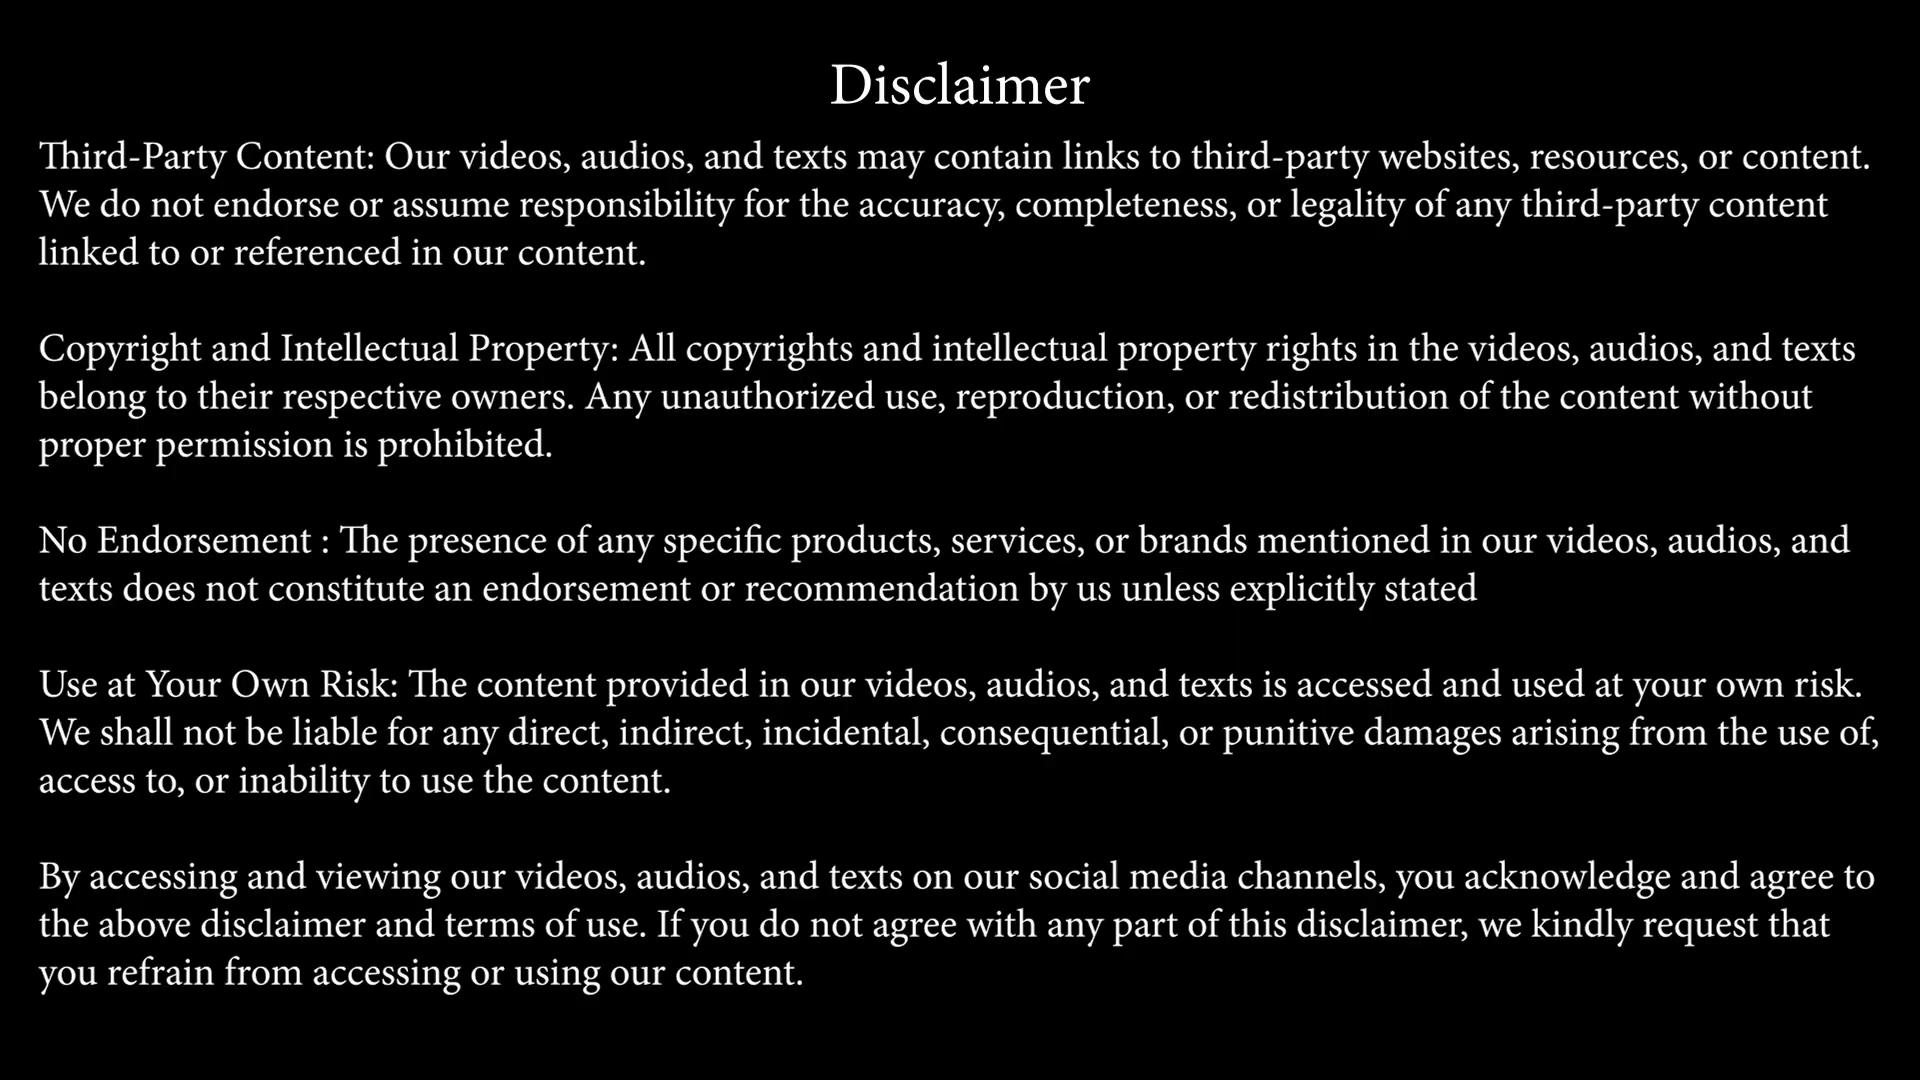 Disclaimer
Third-Party Content: Our videos, audios, and texts may contain links to third-party websites, resources, or content.
We do not endorse or assume responsibility for the accuracy, completeness, or legality of any third-party content
linked to or referenced in our content.
Copyright and Intellectual Property: All copyrights and intellectual property rights in the videos, audios, and texts
belong to their respective owners. Any unauthorized use, reproduction, or redistribution of the content without
proper permission is prohibited.
No Endorsement : The presence of any specific products, services, or brands mentioned in our videos, audios, and
texts does not constitute an endorsement or recommendation by us unless explicitly stated
Use at Your Own Risk: The content provided in our videos, audios, and texts is accessed and used at your own risk.
We shall not be liable for any direct, indirect, incidental, consequential, or punitive damages arising from the use of,
access to, or inability to use the content.
By accessing and viewing our videos, audios, and texts on our social media channels, you acknowledge and agree to
the above disclaimer and terms of use. If you do not agree with any part of this disclaimer, we kindly request that
you refrain from accessing or using our content.